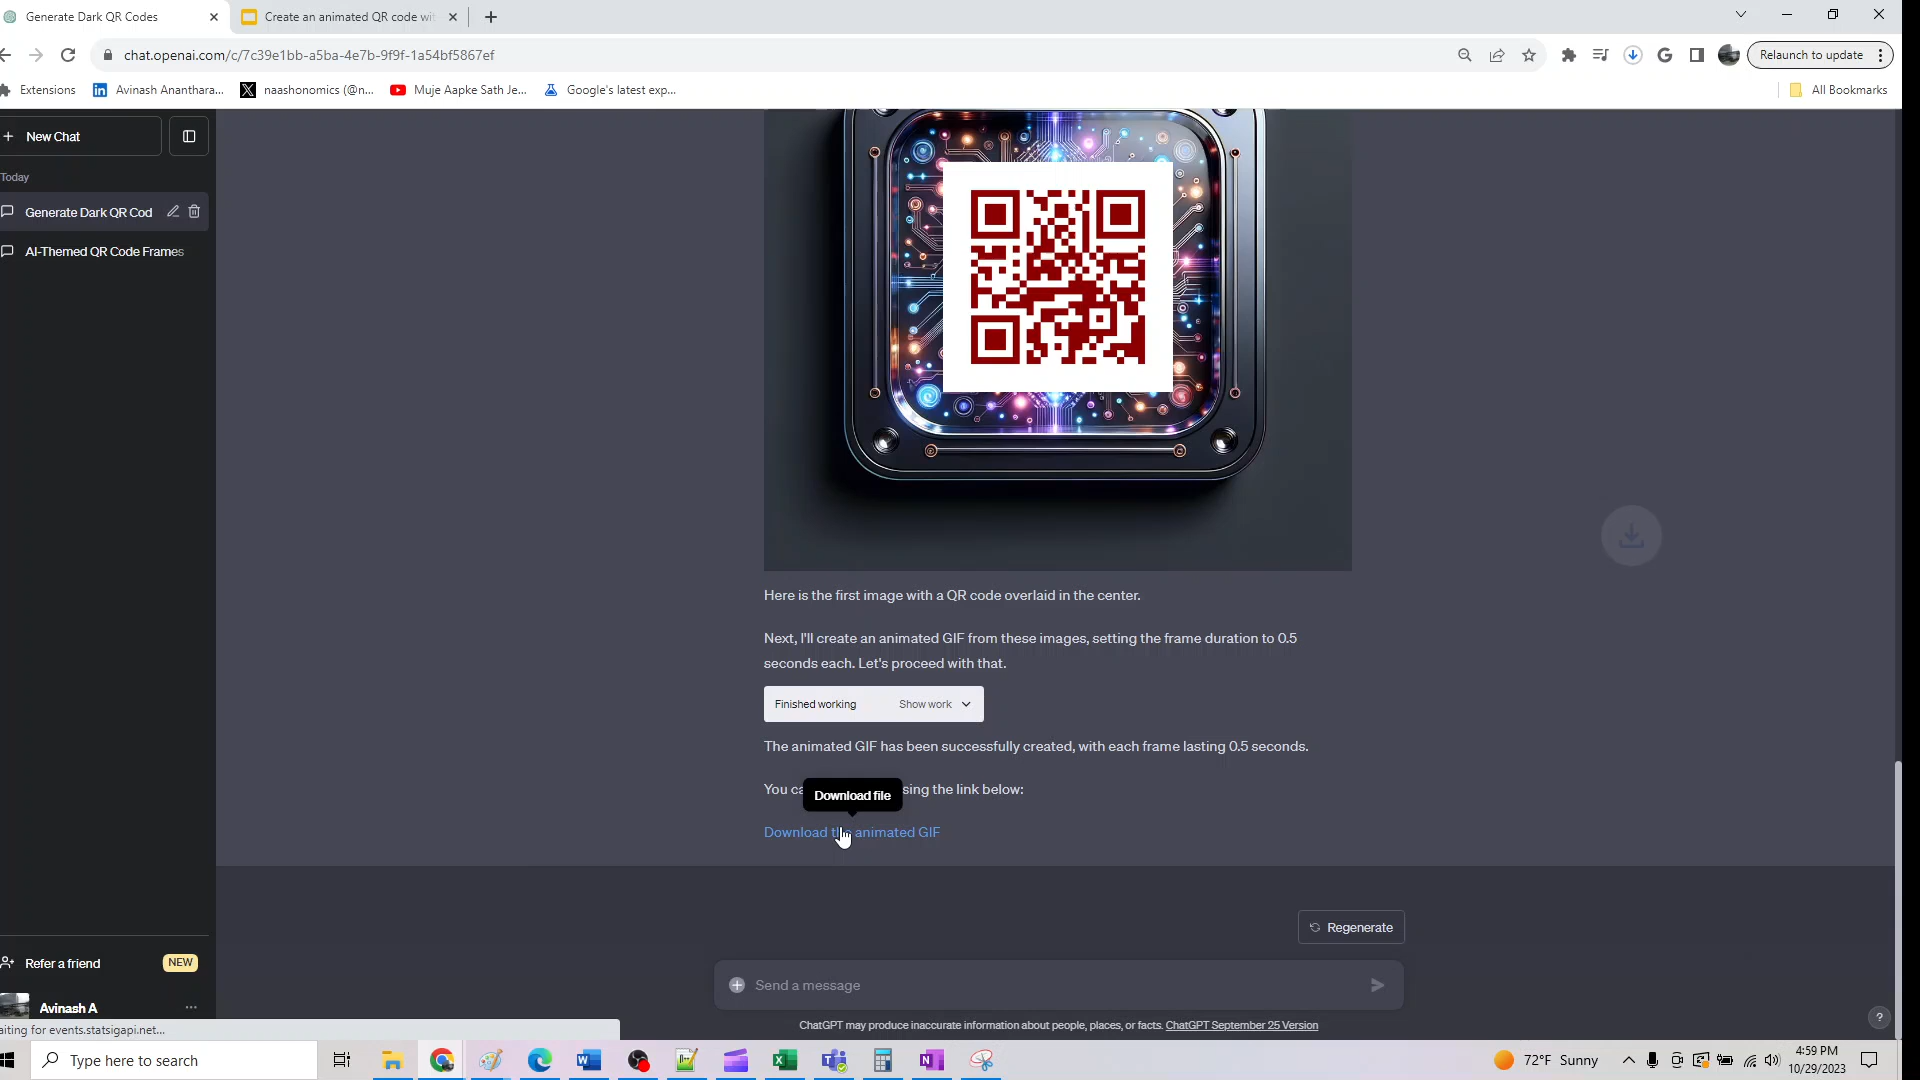 Generate Dark QR Codes
Create an animated QR code wit
chat.openai.com/c/7c39e1bb-a5ba-4e7b-9f9f-1a54bf5867ef
Relaunch to update
Extensions
Avinash Ananthara...
naashonomics (@n...
Muje Aapke Sath Je...
Google's latest exp...
All Bookmarks
New Chat
Today
Generate Dark QR Cod
AI-Themed QR Code Frames
Here is the first image with a QR code overlaid in the center.
Next, I'll create an animated GIF from these images, setting the frame duration to 0.5
seconds each. Let's proceed with that.
Finished working
Show work
The animated GIF has been successfully created, with each frame lasting 0.5 seconds.
You ca
Download file
sing the link below:
Download the animated GIF
Regenerate
Refer a friend
NEW
Send a message
Avinash A
aiting for events.statsigapi.net...
ChatGPT may produce inaccurate information about people, places, or facts. ChatGPT September 25 Version
?
Type here to search
72°F Sunny
4:59 PM
10/29/2023